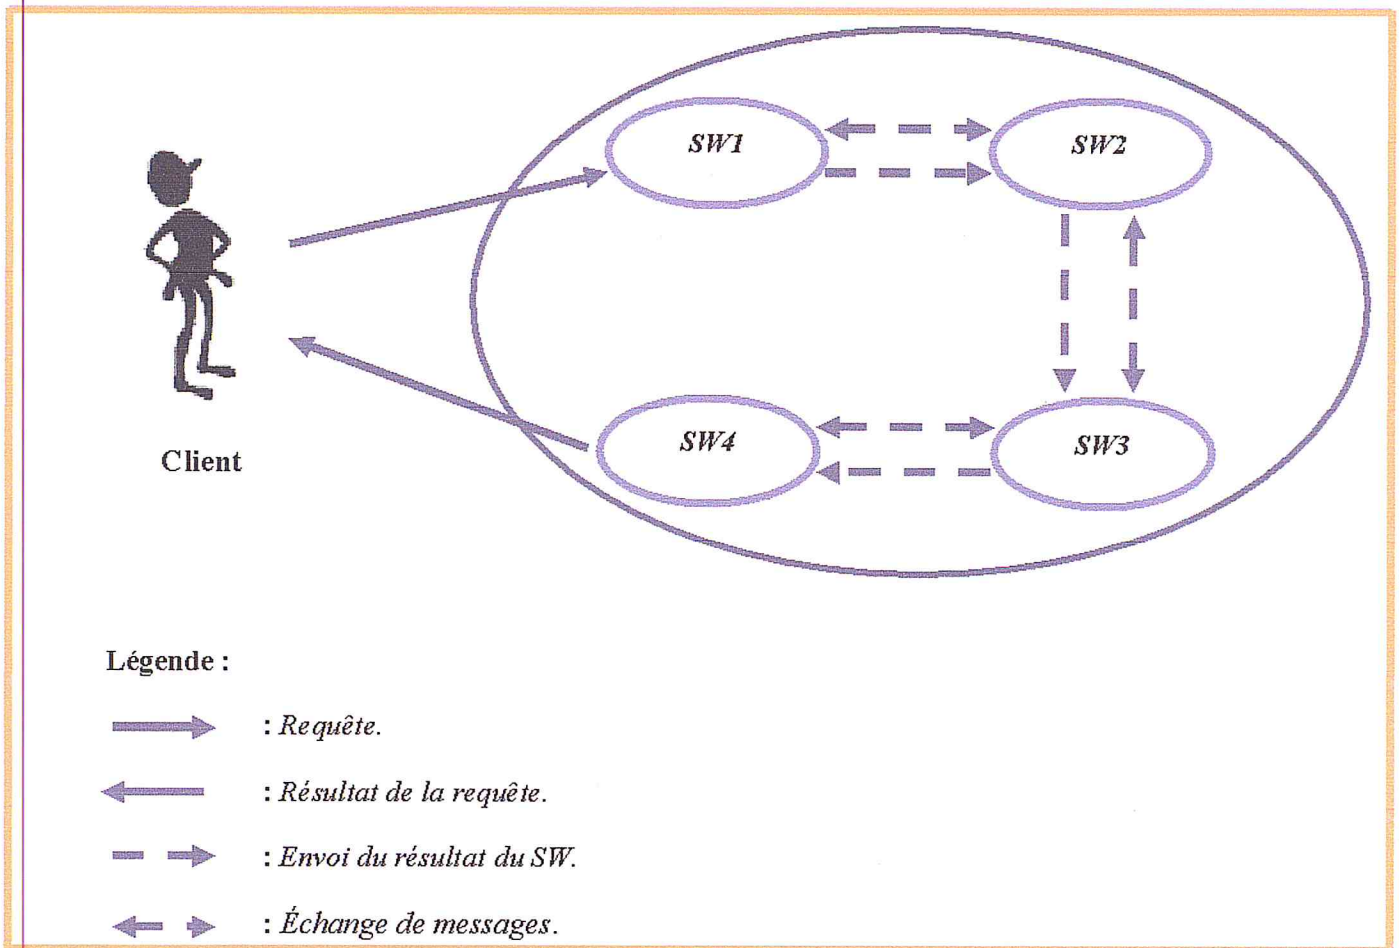 SW1
SW2
SW4
SW3
Client
Légende :
: Requête.
: Résultat de la requête.
: Envoi du résultat du SW.
: Échange de messages.